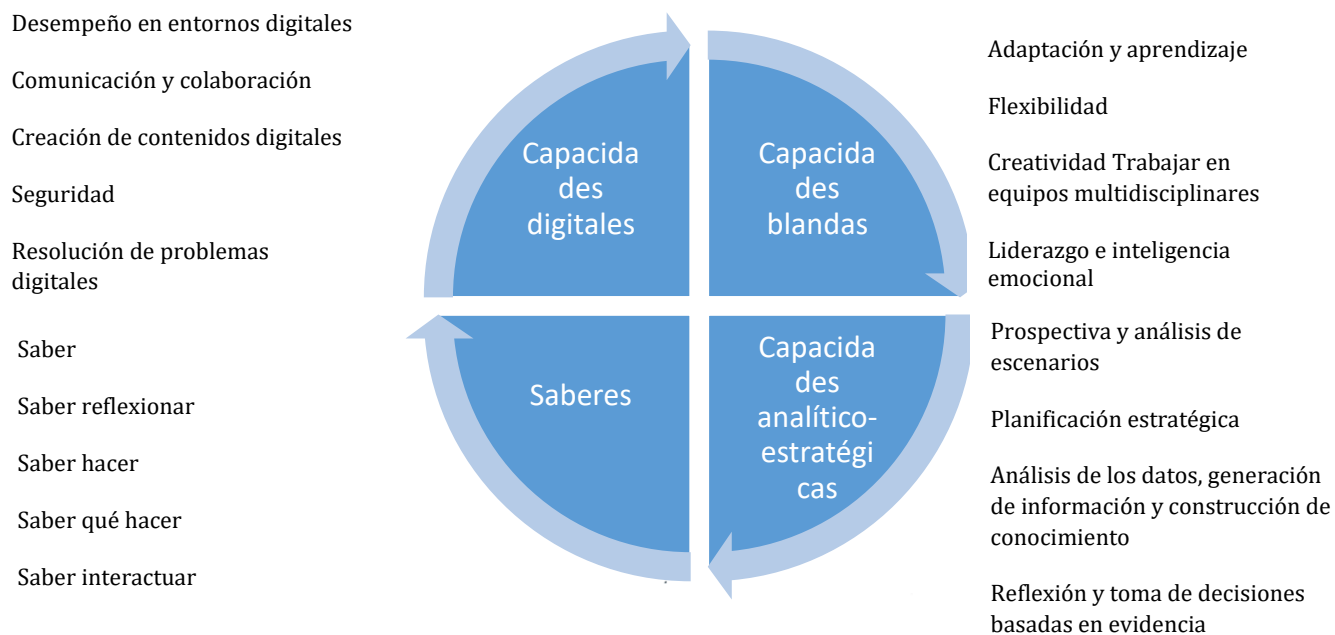 Desempeño en entornos digitales
Comunicación y colaboración
Creación de contenidos digitales
Seguridad
Resolución de problemas
digitales
Capacida
des
digitales
Capacida
des
blandas
Adaptación y aprendizaje
Flexibilidad
Creatividad Trabajar en
equipos multidisciplinares
Liderazgo e inteligencia
emocional
Saber
Saber reflexionar
Saber hacer
Saber qué hacer
Saber interactuar
Saberes
Capacida
des
analítico-
estratégi
cas
Prospectiva y análisis de
escenarios
Planificación estratégica
Análisis de los datos, generación
de información y construcción de
conocimiento
Reflexión y toma de decisiones
basadas en evidencia